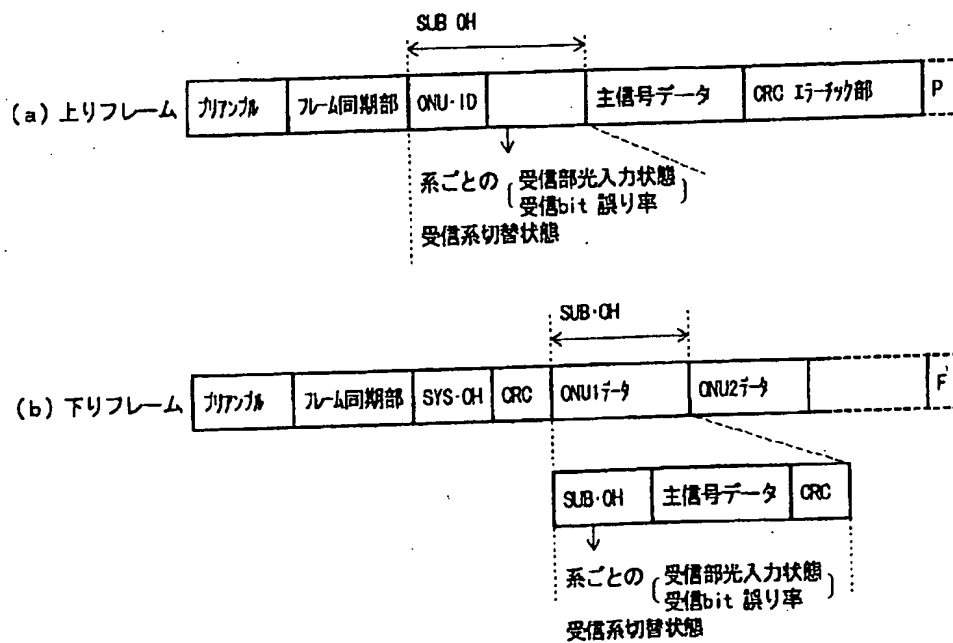 SUB OH
(a) 上りフレーム プリアンブル フレーム同期部 ONU・ID 主信号データ CRC エラーチック部 P
系ごとの ( 受信部光入力状態 )
受信bit 誤り率
受信系切替状態
SUB・OH
(b) 下りフレーム プリアンブル フレーム同期部 SYS・OH CRC ONU1データ ONU2データ F
SUB・OH 主信号データ CRC
系ごとの ( 受信部光入力状態 )
受信bit 誤り率
受信系切替状態